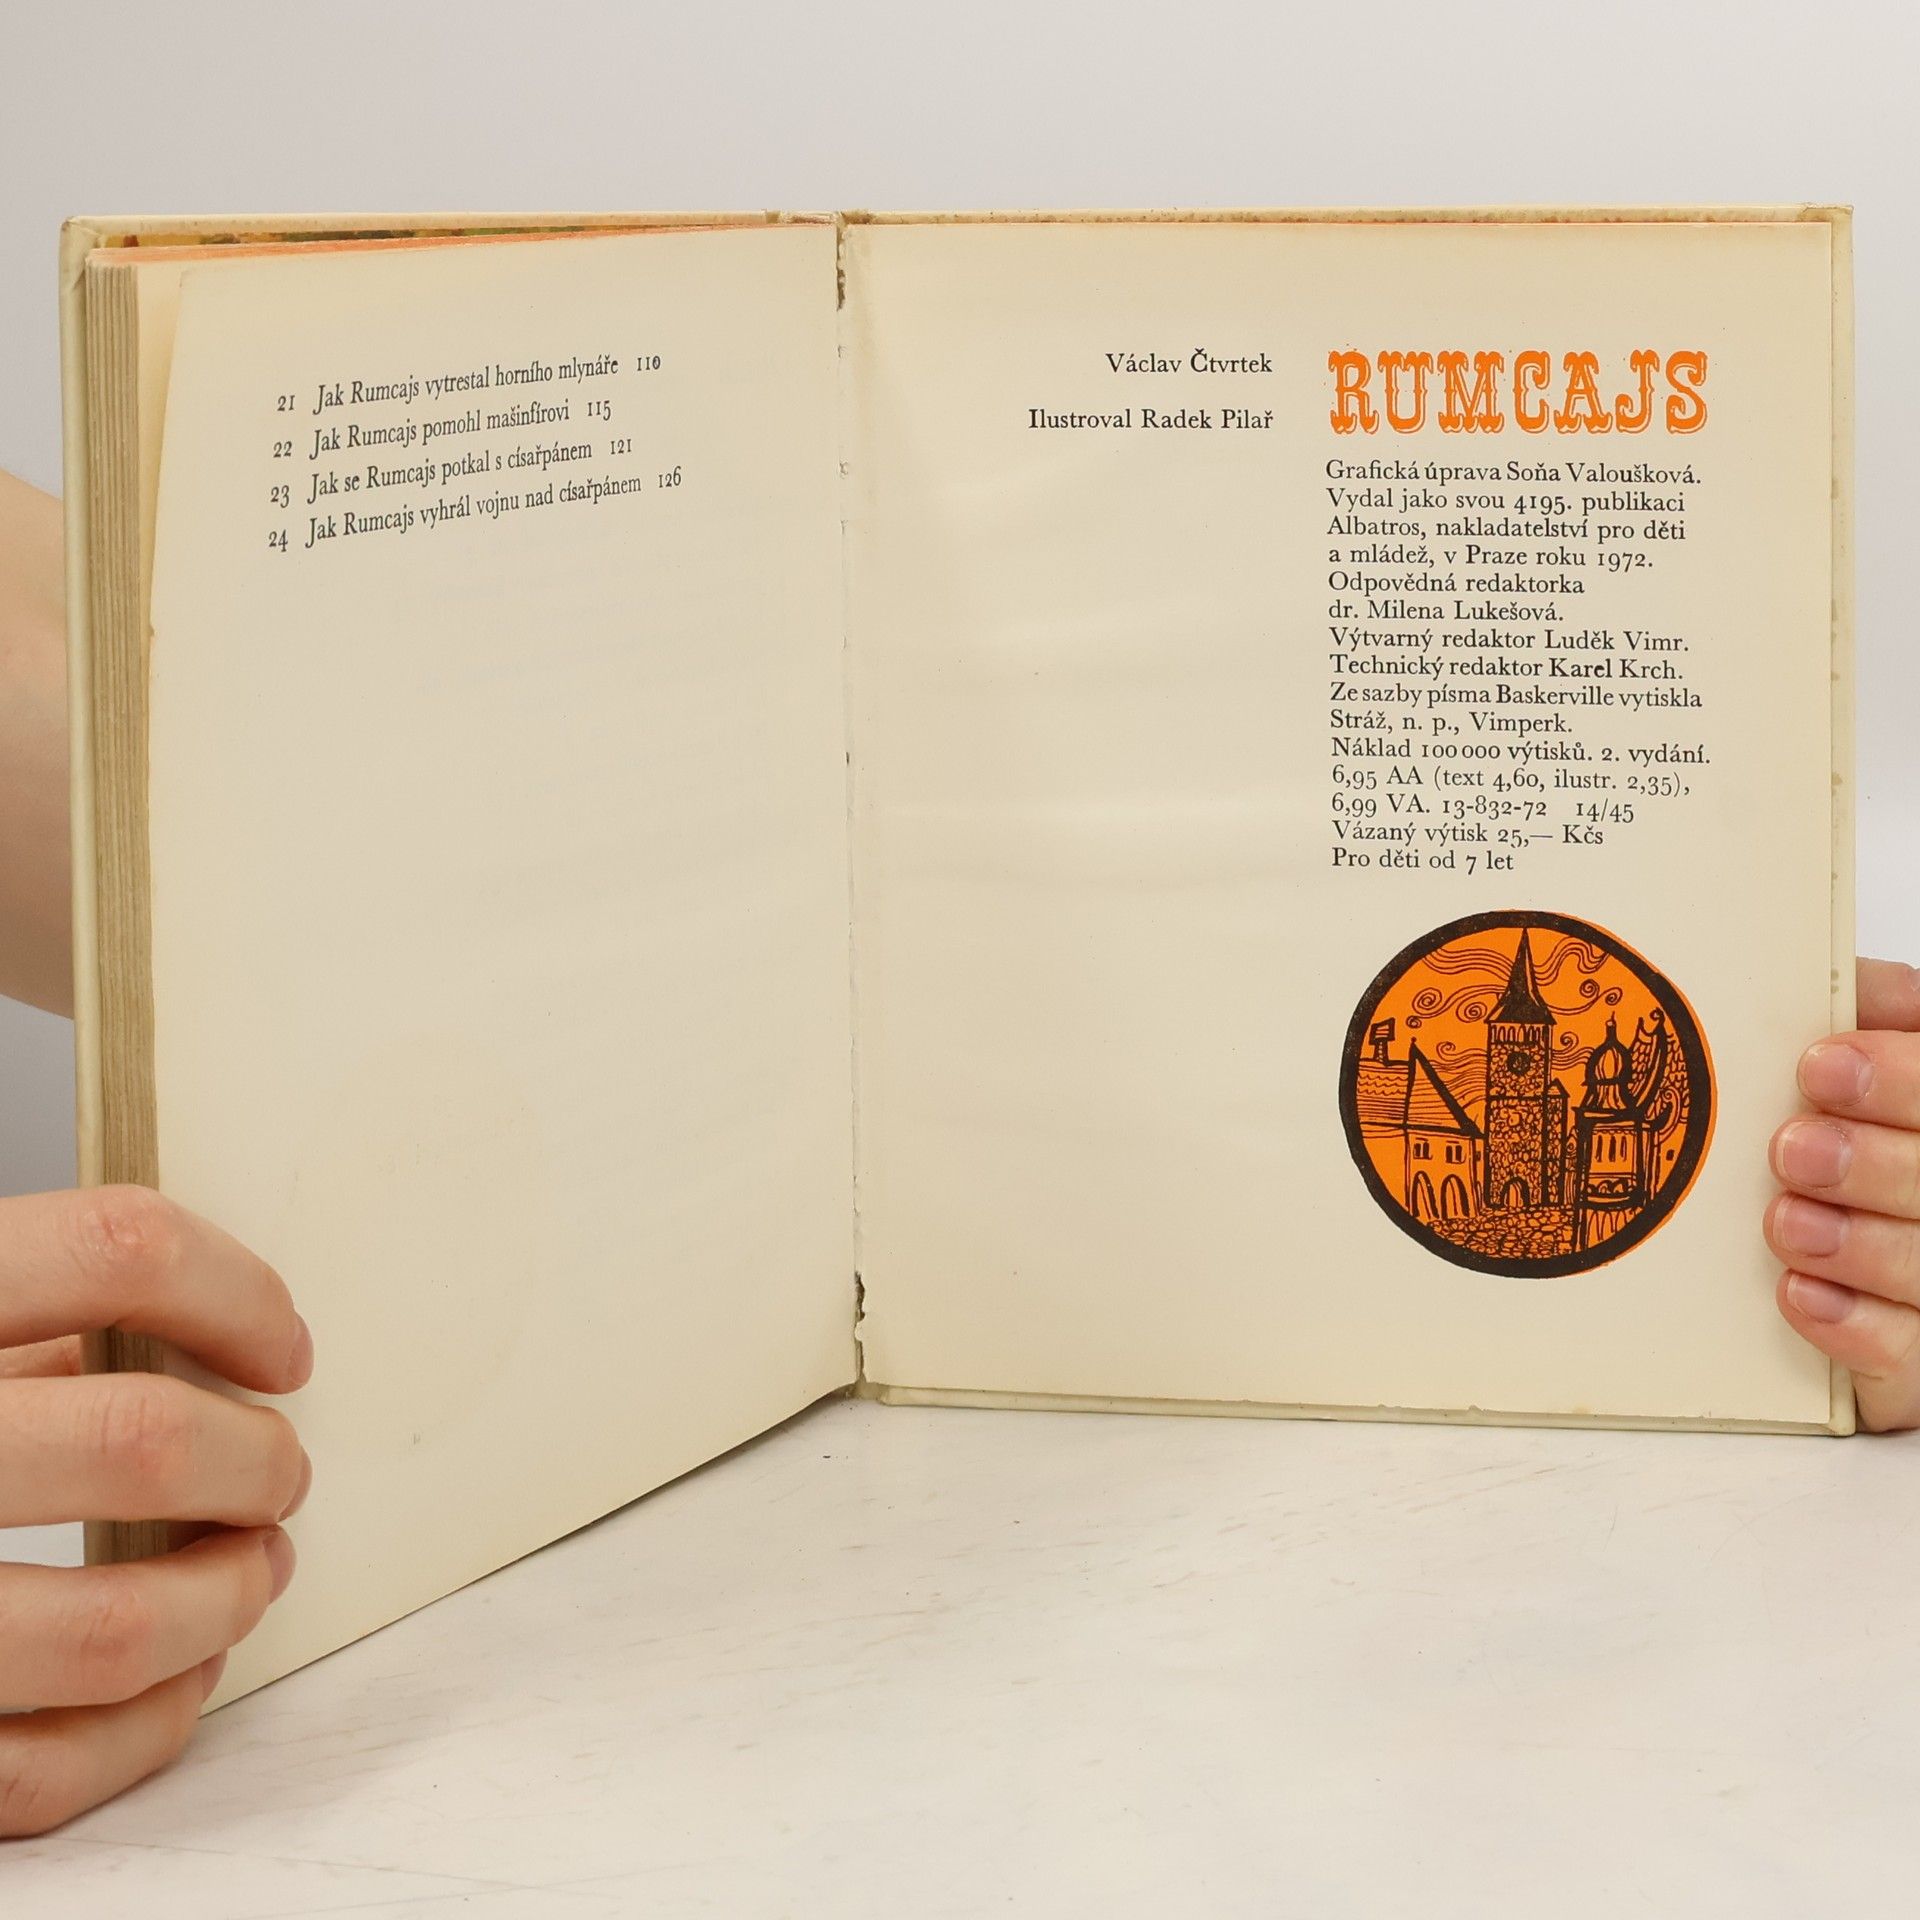 21 Jak Rumcajs vytrestal horního mlynáře 110
22 Jak Rumcajs pomohl mašinfírovi 115
23 Jak se Rumcajs potkal s císařpánem 121
24 Jak Rumcajs vyhrál vojnu nad císařpánem 126
Václav Čtvrtek
Ilustroval Radek Pilař
RUMCAJS
Grafická úprava Soňa Valoušková.
Vydal jako svou 4195. publikaci
Albatros, nakladatelství pro děti
a mládež, v Praze roku 1972.
Odpovědná redaktorka
dr. Milena Lukešová.
Výtvarný redaktor Luděk Vimr.
Technický redaktor Karel Krch.
Ze sazby písma Baskerville vytiskla
Stráž, n. p., Vimperk.
Náklad 100 000 výtisků. 2. vydání.
6,95 AA (text 4,60, ilustr. 2,35),
6,99 VA. 13-832-72 14/45
Vázaný výtisk 25,— Kčs
Pro děti od 7 let